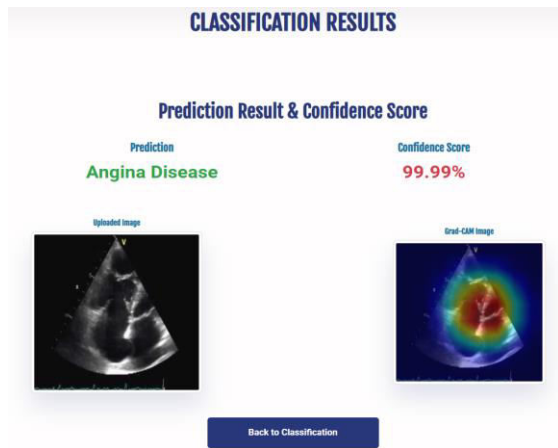 CLASSIFICATION RESULTS
Prediction Result & Confidence Score
Prediction
Confidence Score
Angina Disease
99.99%
Uploaded Image
Grad-CAM Image
V
V
Back to Classification